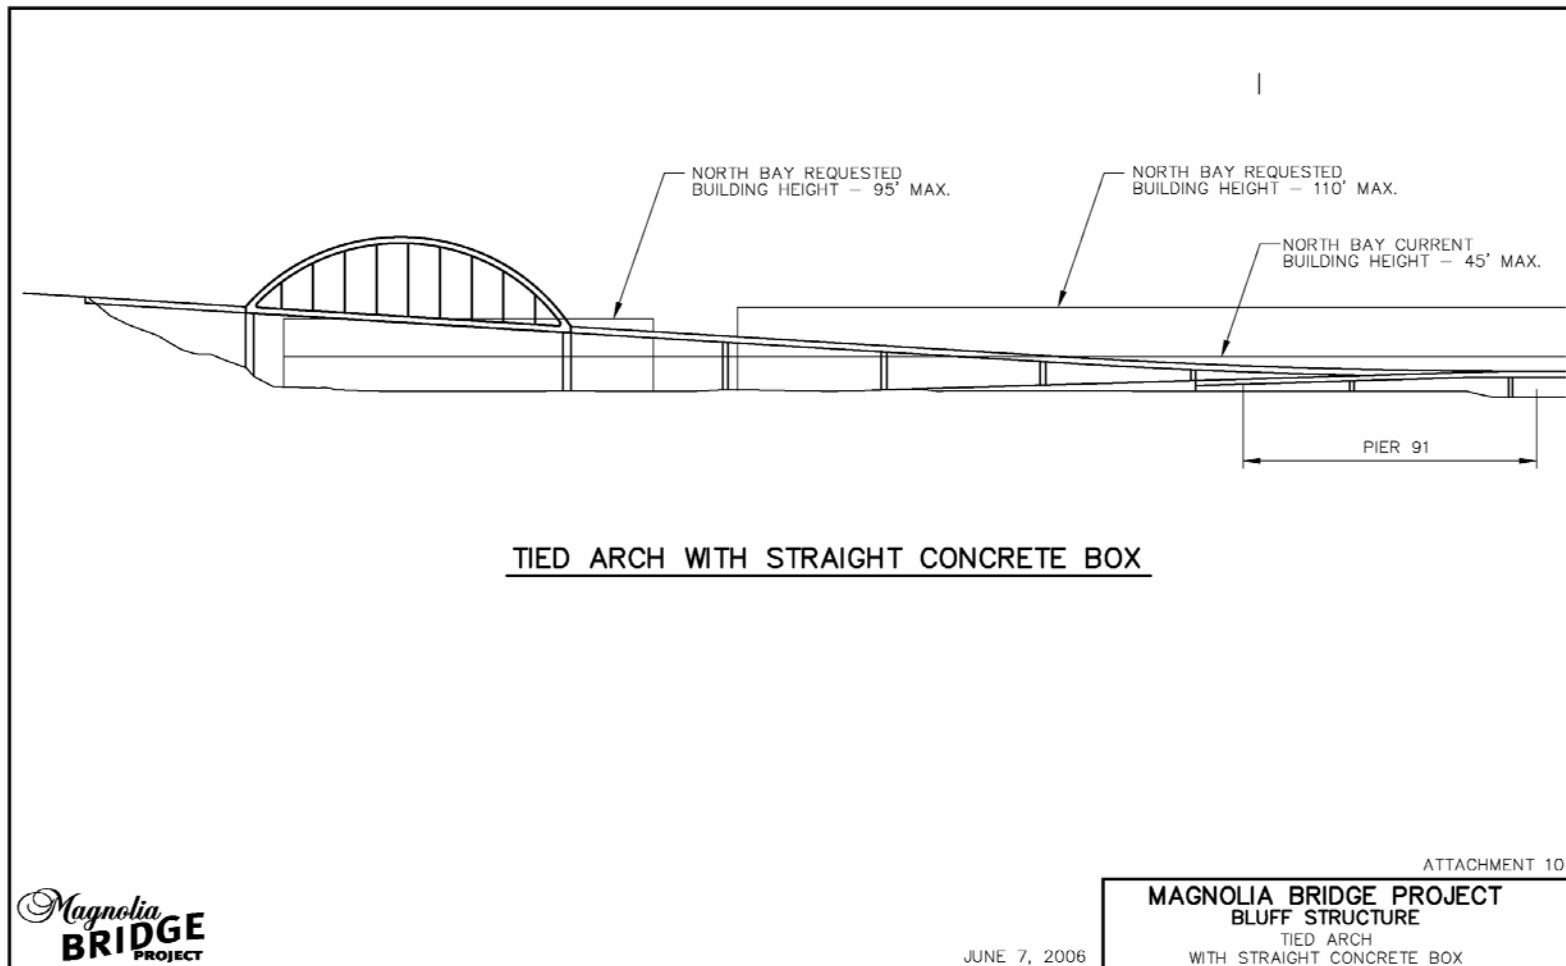 NORTH BAY REQUESTED
BUILDING HEIGHT – 95' MAX.
NORTH BAY REQUESTED
BUILDING HEIGHT – 110' MAX.
NORTH BAY CURRENT
BUILDING HEIGHT – 45' MAX.
PIER 91
TIED ARCH WITH STRAIGHT CONCRETE BOX
ATTACHMENT 10
Magnolia
BRIDGE
PROJECT
JUNE 7, 2006
MAGNOLIA BRIDGE PROJECT
BLUFF STRUCTURE
TIED ARCH
WITH STRAIGHT CONCRETE BOX